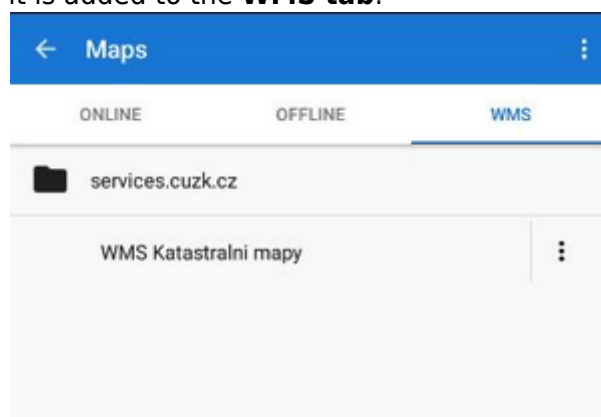 it is added to the WMS tab.
Maps
ONLINE OFFLINE WMS
services.cuzk.cz
WMS Katastralni mapy